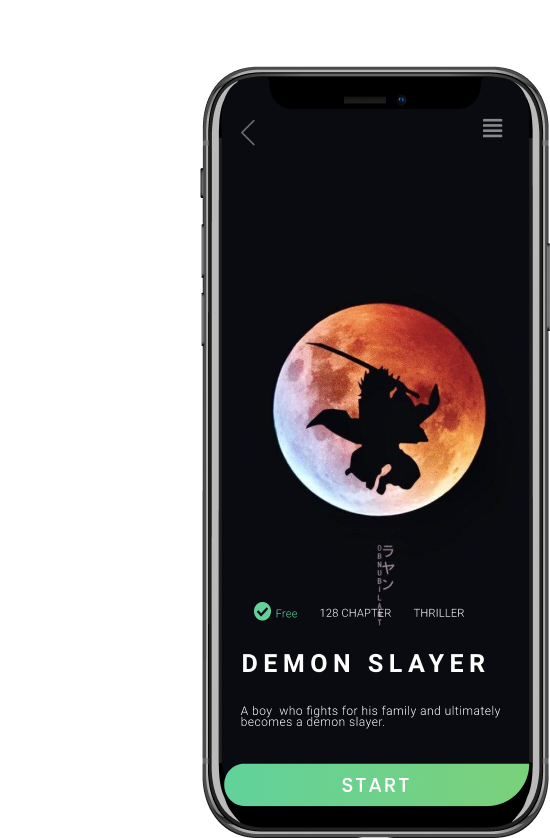 ラヤン
OBNUBILANT
Free 128 CHAPTER THRILLER
DEMON SLAYER
A boy who fights for his family and ultimately
becomes a demon slayer.
START